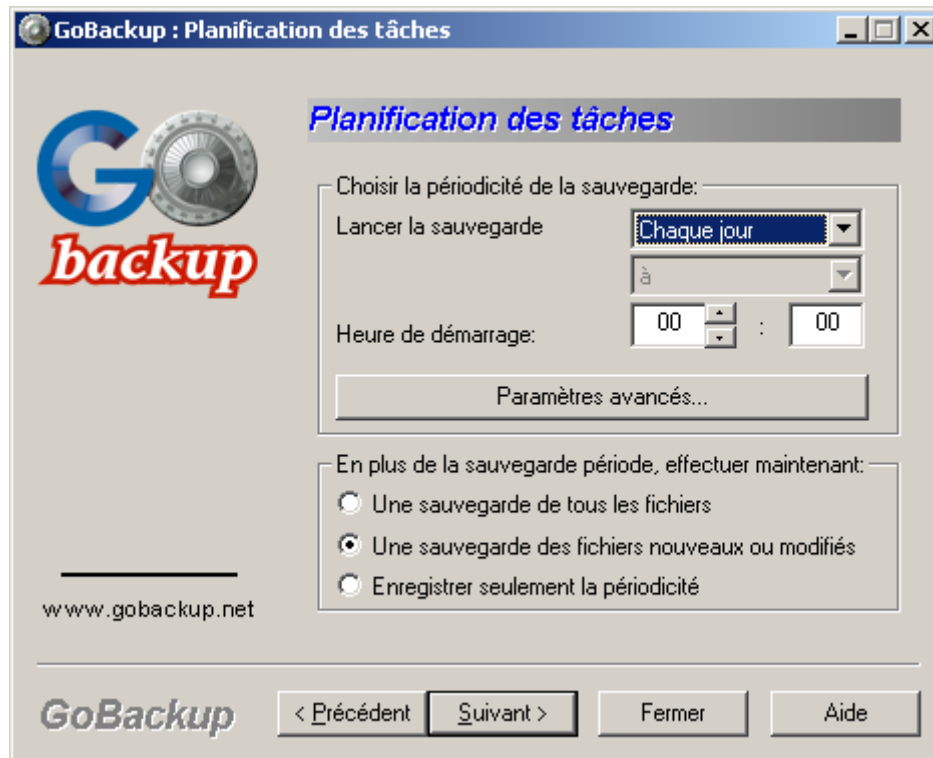 GoBackup : Planification des tâches
GO
backup
Planification des tâches
Choisir la périodicité de la sauvegarde:
Lancer la sauvegarde
Chaque jour
à
Heure de démarrage:
00 : 00
Paramètres avancés...
En plus de la sauvegarde période, effectuer maintenant:
Une sauvegarde de tous les fichiers
Une sauvegarde des fichiers nouveaux ou modifiés
Enregistrer seulement la périodicité
www.gobackup.net
GoBackup
< Précédent
Suivant >
Fermer
Aide